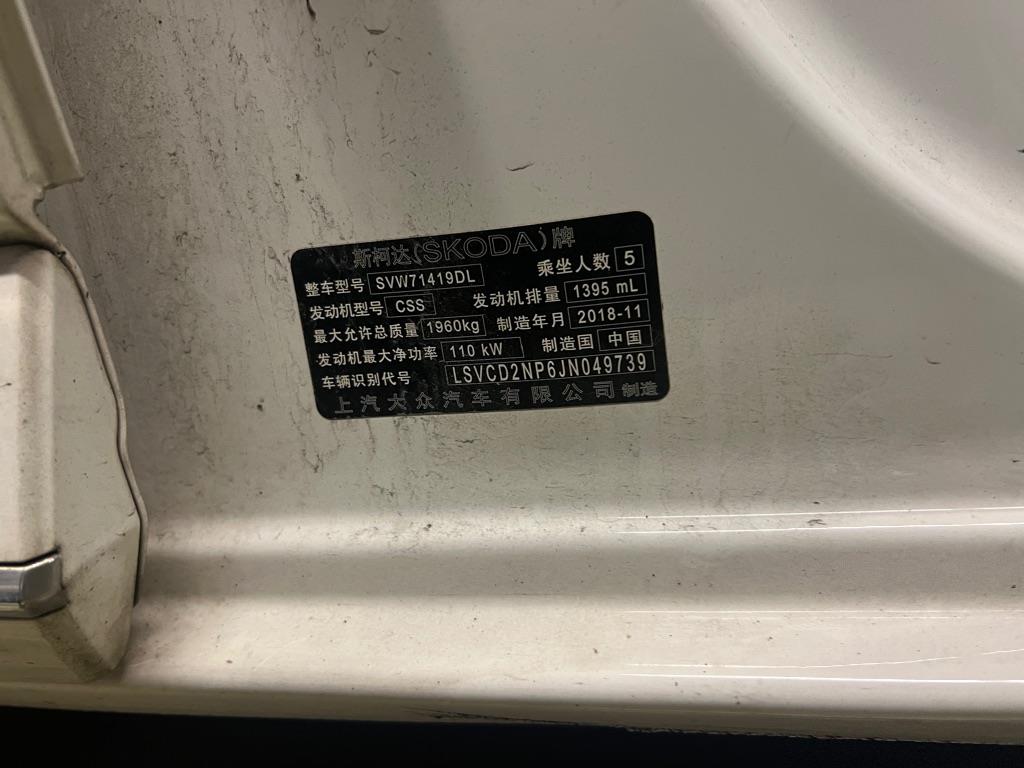 斯柯达(SKODA)牌
整车型号 SVW71419DL 乘坐人数 5
发动机型号 CSS 发动机排量 1395 mL
最大允许总质量 1960kg 制造年月 2018-11
发动机最大净功率 110 kW 制造国 中国
车辆识别代号 LSVCD2NP6JN049739
上汽大众汽车有限公司 制造